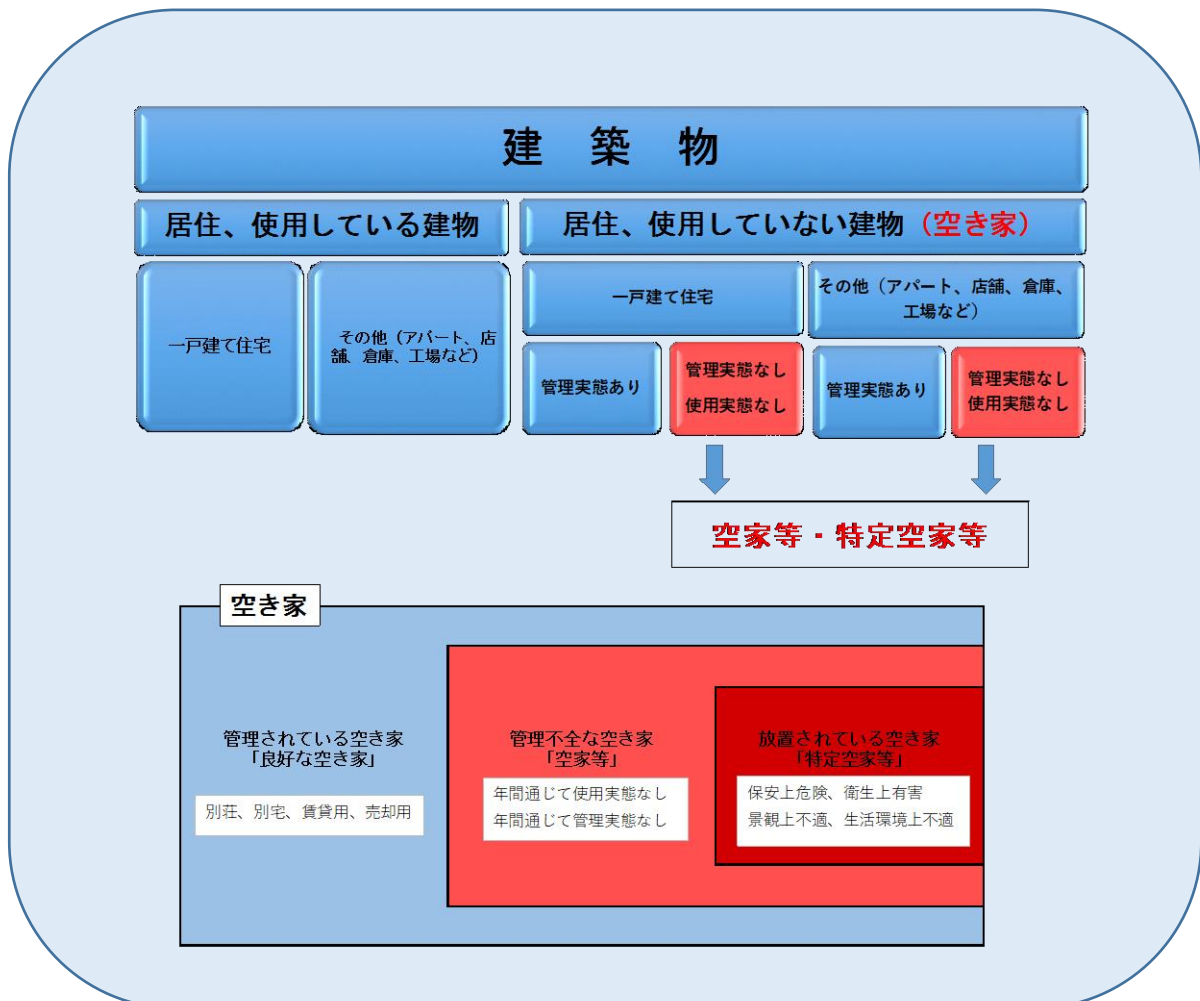 建 築 物
居住、使用している建物
居住、使用していない建物（空き家）
一戸建て住宅
その他（アパート、店
舗、倉庫、工場など）
一戸建て住宅
その他（アパート、店舗、倉庫、
工場など）
管理実態あり
管理実態なし
使用実態なし
管理実態あり
管理実態なし
使用実態なし
空家等・特定空家等
空き家
管理されている空き家
「良好な空き家」
別荘、別宅、賃貸用、売却用
管理不全な空き家
「空家等」
年間通じて使用実態なし
年間通じて管理実態なし
放置されている空き家
「特定空家等」
保安上危険、衛生上有害
景観上不適、生活環境上不適